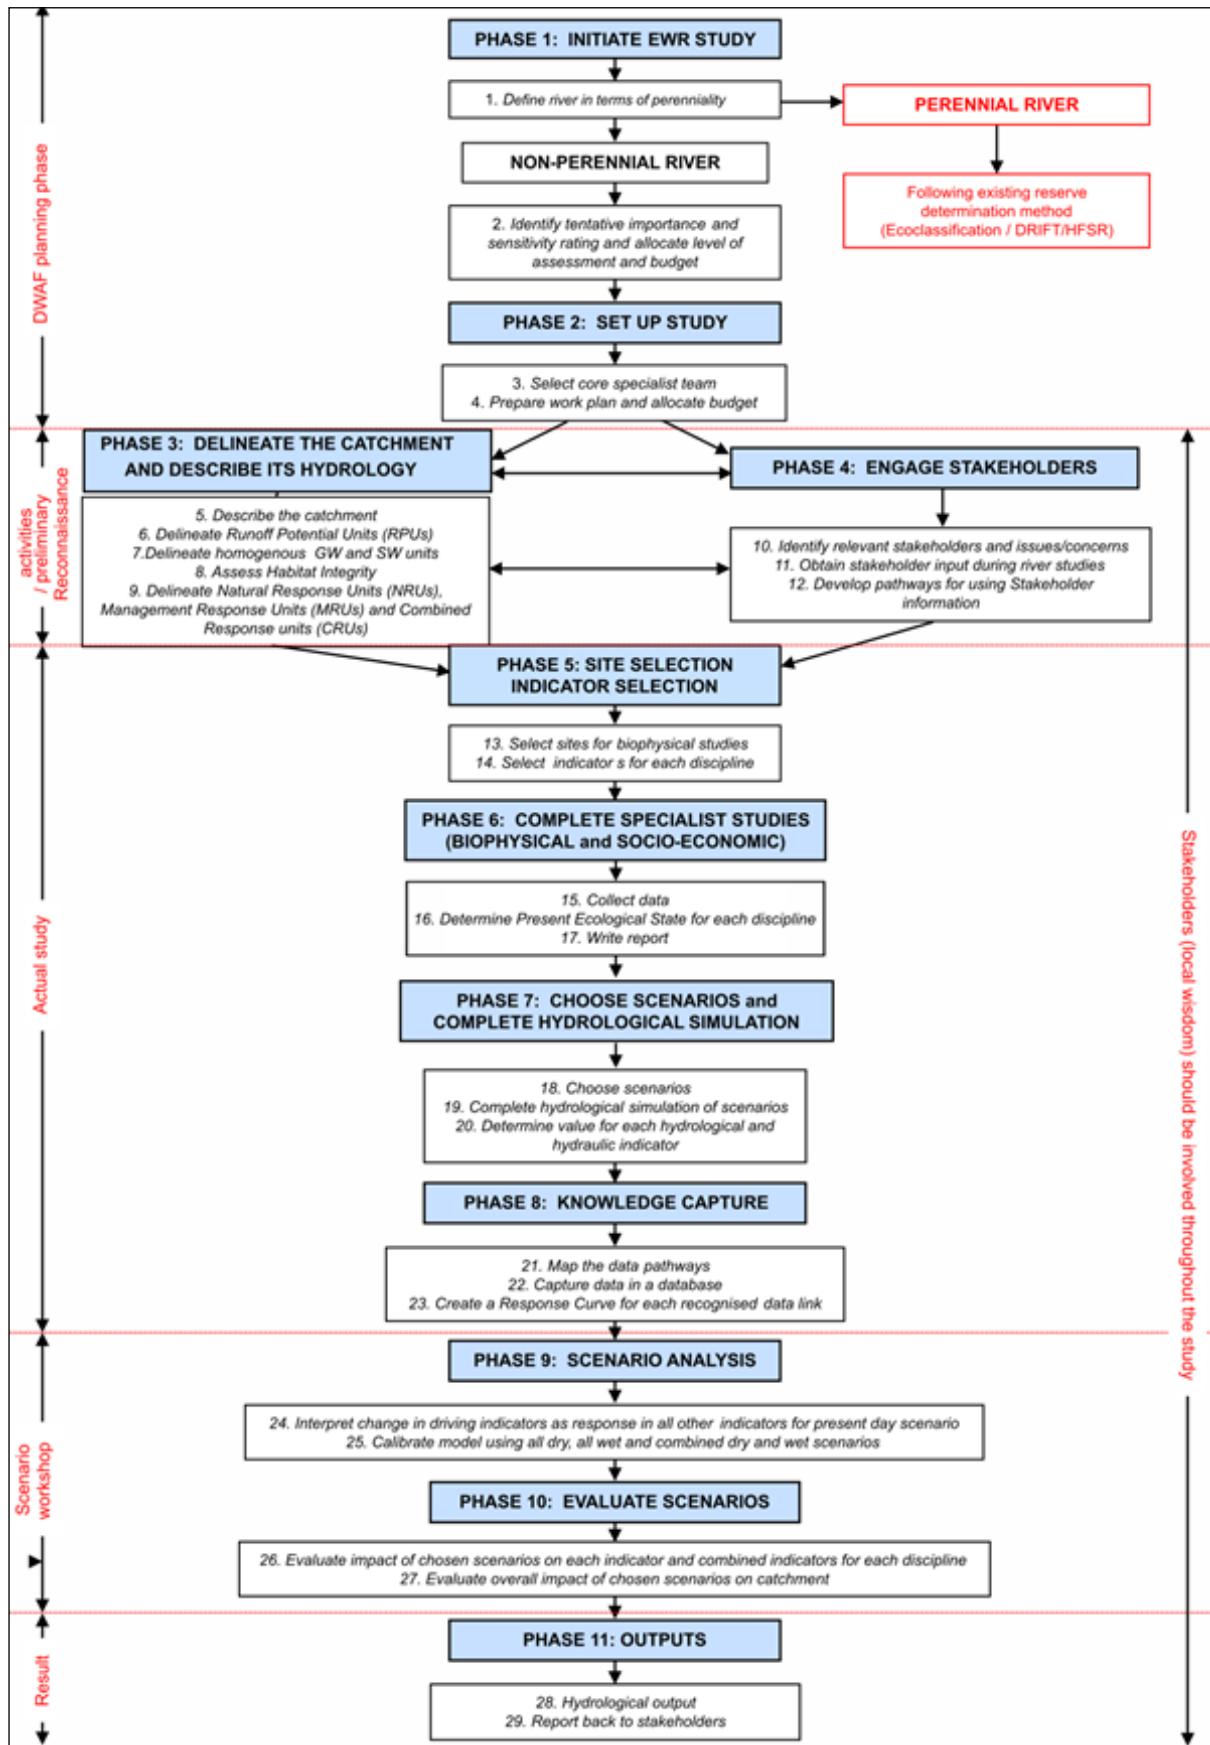 PHASE 1: INITIATE EWR STUDY
1. Define river in terms of perenniality
PERENNIAL RIVER
NON-PERENNIAL RIVER
Following existing reserve
determination method
(Ecoclassification / DRIFT/HFSR)
2. Identify tentative importance and
sensitivity rating and allocate level of
assessment and budget
PHASE 2: SET UP STUDY
3. Select core specialist team
4. Prepare work plan and allocate budget
DWAF planning phase
PHASE 3: DELINEATE THE CATCHMENT
AND DESCRIBE ITS HYDROLOGY
PHASE 4: ENGAGE STAKEHOLDERS
5. Describe the catchment
6. Delineate Runoff Potential Units (RPUs)
7.Delineate homogenous GW and SW units
8. Assess Habitat Integrity
9. Delineate Natural Response Units (NRUs),
Management Response Units (MRUs) and Combined
Response units (CRUs)
10. Identify relevant stakeholders and issues/concerns
11. Obtain stakeholder input during river studies
12. Develop pathways for using Stakeholder
information
activities
/ preliminary
Reconnaissance
PHASE 5: SITE SELECTION
INDICATOR SELECTION
13. Select sites for biophysical studies
14. Select indicator s for each discipline
PHASE 6: COMPLETE SPECIALIST STUDIES
(BIOPHYSICAL and SOCIO-ECONOMIC)
15. Collect data
16. Determine Present Ecological State for each discipline
17. Write report
PHASE 7: CHOOSE SCENARIOS and
COMPLETE HYDROLOGICAL SIMULATION
18. Choose scenarios
19. Complete hydrological simulation of scenarios
20. Determine value for each hydrological and
hydraulic indicator
PHASE 8: KNOWLEDGE CAPTURE
21. Map the data pathways
22. Capture data in a database
23. Create a Response Curve for each recognised data link
Actual study
Stakeholders (local wisdom) should be involved throughout the study
PHASE 9: SCENARIO ANALYSIS
24. Interpret change in driving indicators as response in all other indicators for present day scenario
25. Calibrate model using all dry, all wet and combined dry and wet scenarios
PHASE 10: EVALUATE SCENARIOS
26. Evaluate impact of chosen scenarios on each indicator and combined indicators for each discipline
27. Evaluate overall impact of chosen scenarios on catchment
Scenario
workshop
PHASE 11: OUTPUTS
28. Hydrological output
29. Report back to stakeholders
Result